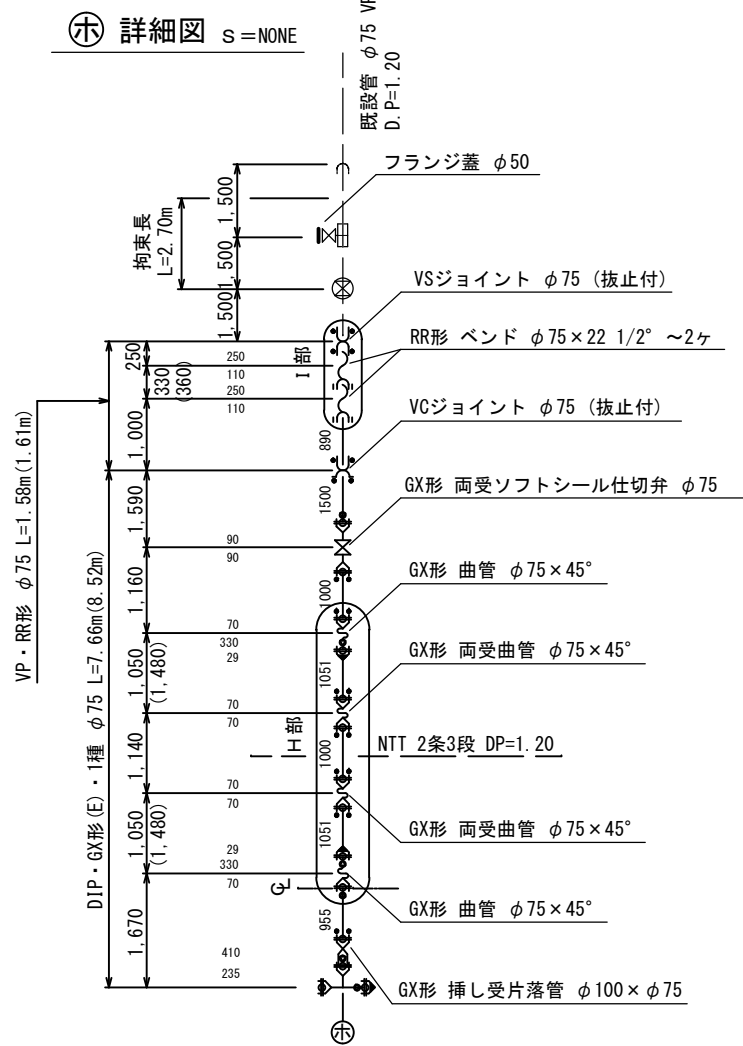 ホ 詳細図 S=NONE
既設管 φ75 VP
D.P=1.20
フランジ蓋 φ50
1,500
拘束長
L=2.70m
1,500
1,500
VSジョイント φ75 (抜止付)
RR形 ベンド φ75×22 1/2° ～2ヶ
I部
250
250
110
330
(360)
250
110
1,000
890
VCジョイント φ75 (抜止付)
VP・RR形 φ75 L=1.58m(1.61m)
1500
1,590
GX形 両受ソフトシール仕切弁 φ75
90
90
1,160
1000
GX形 曲管 φ75×45°
70
330
29
1,050
(1,480)
1051
GX形 両受曲管 φ75×45°
70
70
DIP・GX形(E)・1種 φ75 L=7.66m(8.52m)
1,140
H部
1000
NTT 2条3段 DP=1.20
70
70
GX形 両受曲管 φ75×45°
1,050
(1,480)
1051
29
330
70
GX形 曲管 φ75×45°
CL
1,670
955
410
235
GX形 挿し受片落管 φ100×φ75
ホ